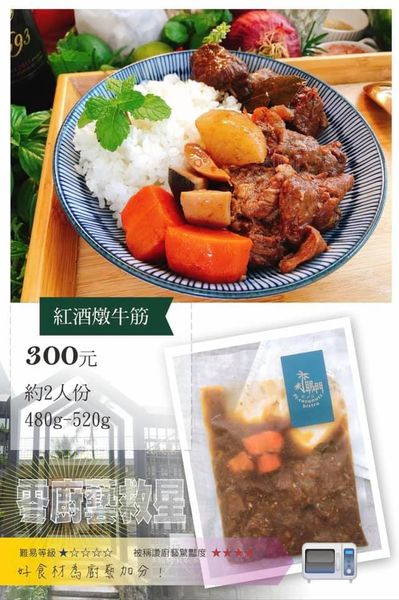 93
紅酒燉牛筋
300元
約2人份
480g-520g
零廚藝救星
難易等級 ★☆☆☆☆ 被稱讚廚藝驚豔度 ★★★★
好食材為廚藝加分！